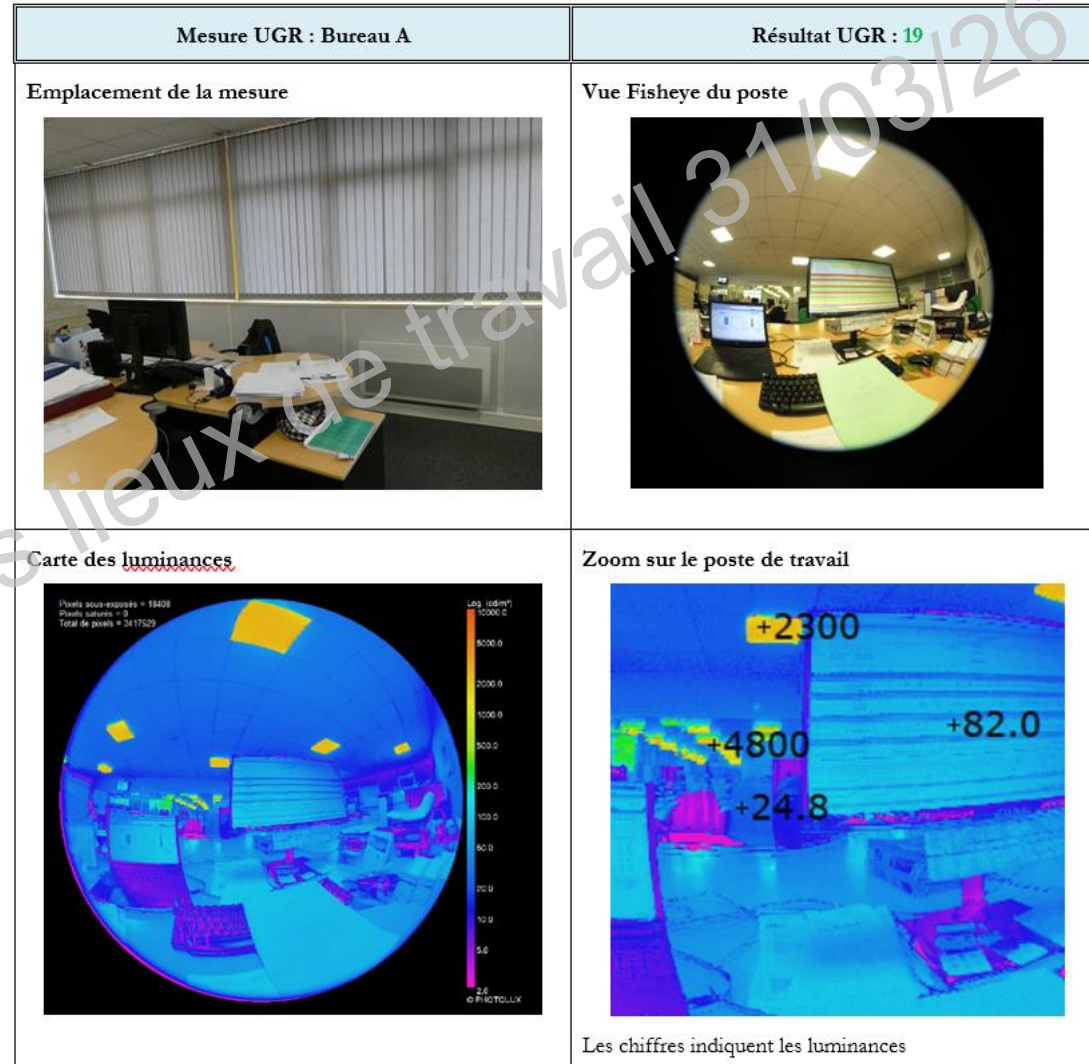 Mesure UGR : Bureau A
Résultat UGR : 19
Emplacement de la mesure
Vue Fisheye du poste
Carte des luminances
Pixels sous-exposés = 18408
Pixels saturés = 0
Total de pixels = 3417529
Log. (cd/m²)
10000.0
5000.0
2000.0
1000.0
500.0
200.0
100.0
50.0
20.0
10.0
5.0
2.0
© PHOTOLUX
Zoom sur le poste de travail
+2300
+82.0
+4800
+24.8
Les chiffres indiquent les luminances
s lieux de travail 31/03/26